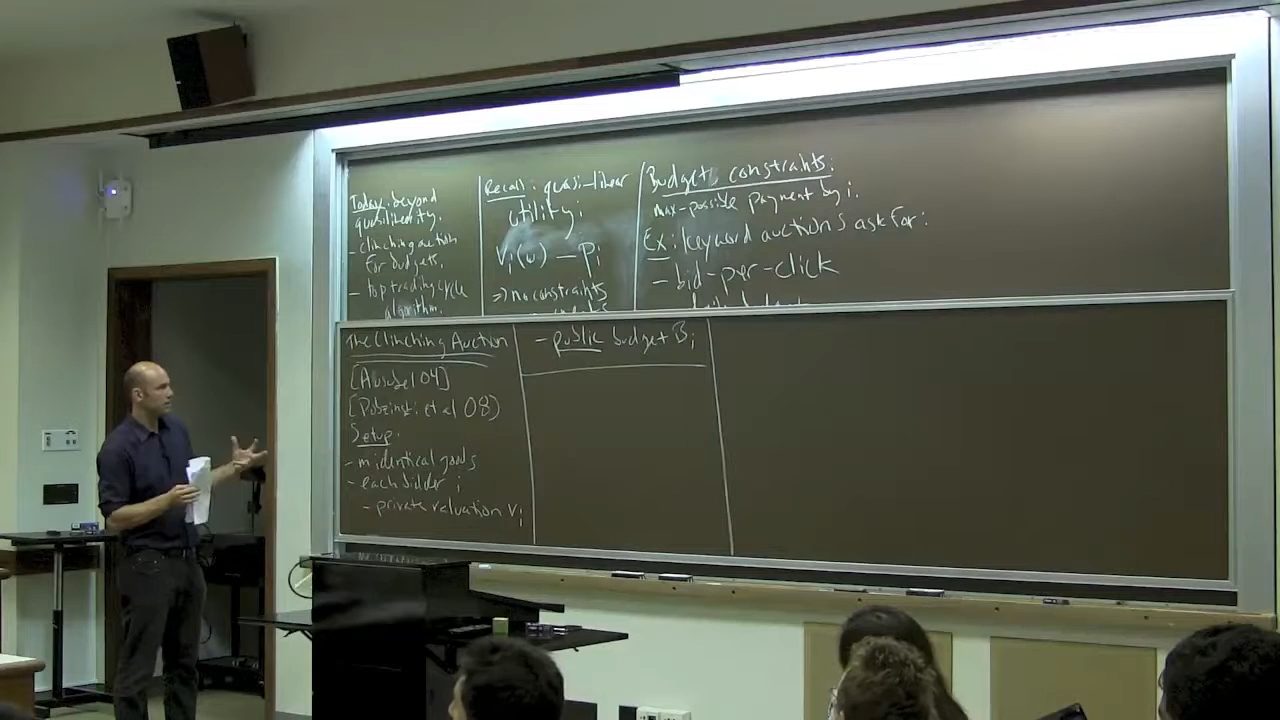 Today: beyond
quasilinearity.
- clinching auction
for budgets.
- top trading cycle
algorithm.
Recall: quasi-linear
utility:
Vi(w) - Pi
=> no constraints
Budget constraints:
max-possible payment by i.
Ex: keyword auctions ask for:
- bid-per-click
The Clinching Auction
[Ausubel 04]
[Dobzinski et al 08]
Setup:
- m identical goods
- each bidder i
- private valuation Vi
- public budget Bi